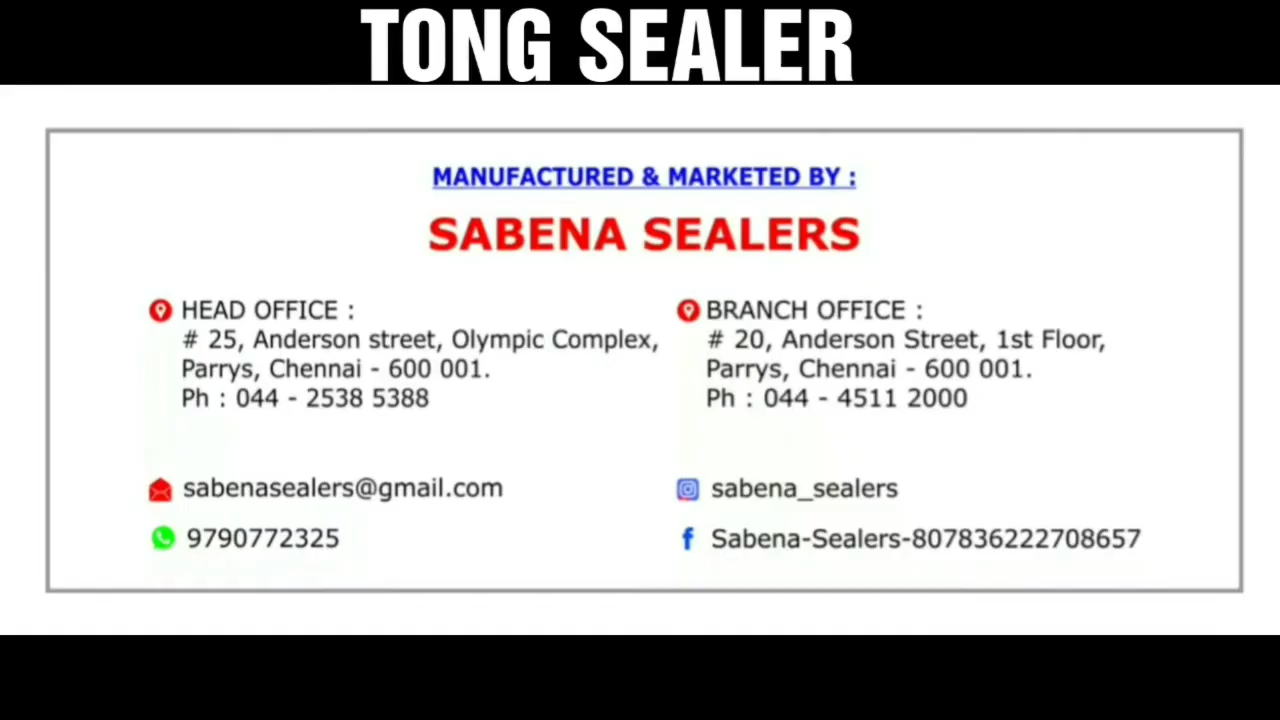 TONG SEALER
MANUFACTURED & MARKETED BY :
SABENA SEALERS
HEAD OFFICE :
# 25, Anderson street, Olympic Complex,
Parrys, Chennai - 600 001.
Ph : 044 - 2538 5388
BRANCH OFFICE :
# 20, Anderson Street, 1st Floor,
Parrys, Chennai - 600 001.
Ph : 044 - 4511 2000
sabenasealers@gmail.com
9790772325
sabena_sealers
Sabena-Sealers-807836222708657